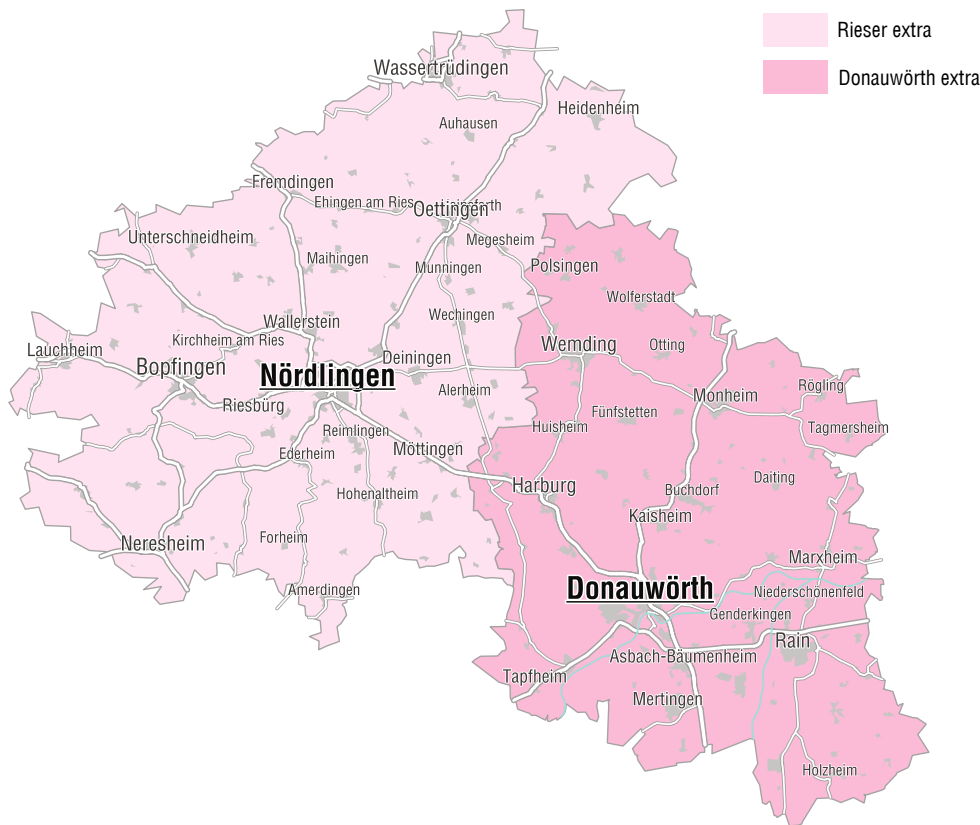 Rieser extra
Donauwörth extra
Wassertrüdingen
Heidenheim
Auhausen
Fremdingen
Ehingen am Ries
Oettingen
Unterschneidheim
Megesheim
Maihingen
Munningen
Polsingen
Wolferstadt
Wechingen
Wallerstein
Kirchheim am Ries
Wemding
Otting
Lauchheim
Bopfingen
Deiningen
Nördlingen
Alerheim
Rögling
Monheim
Riesbürg
Fünfstetten
Huisheim
Tagmersheim
Reimlingen
Möttingen
Ederheim
Daiting
Harburg
Buchdorf
Hohenaltheim
Kaisheim
Forheim
Neresheim
Marxheim
Amerdingen
Donauwörth
Niederschönenfeld
Genderkingen
Rain
Asbach-Bäumenheim
Tapfheim
Mertingen
Holzheim